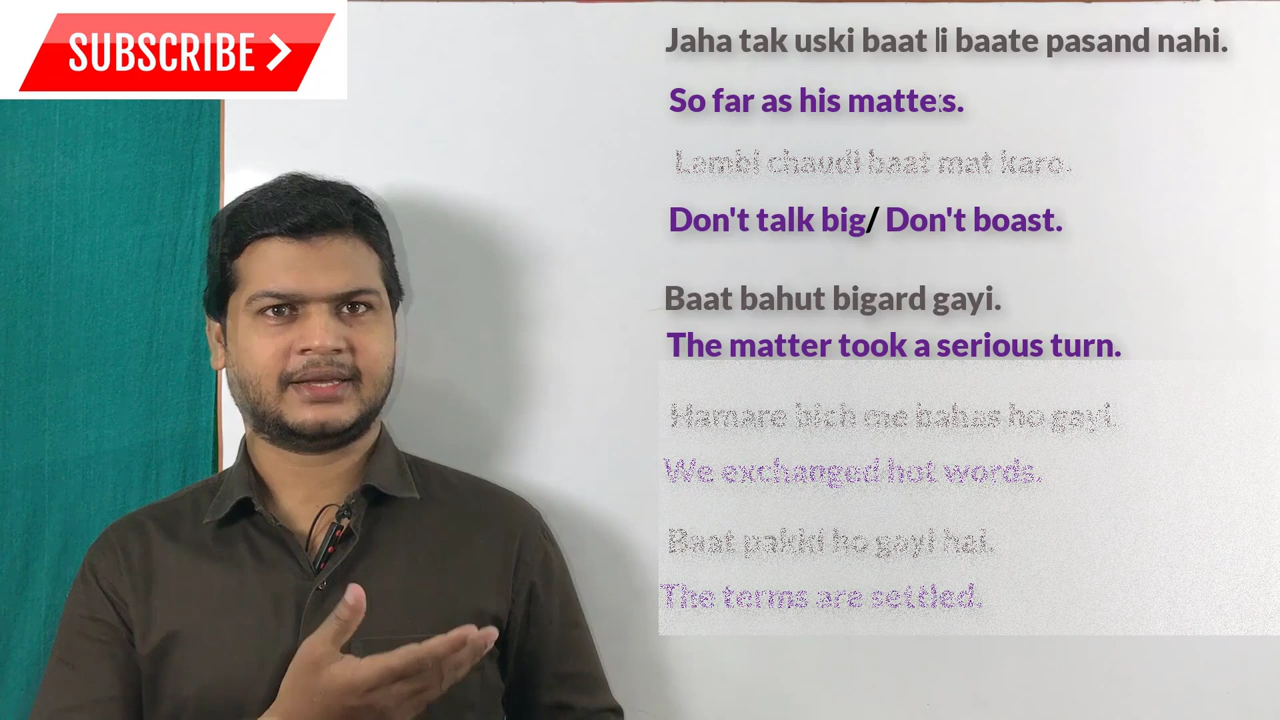 SUBSCRIBE
Jaha tak uski baat li baate pasand nahi.
So far as his matters.
Lambi chaudi baat mat karo.
Don't talk big/ Don't boast.
Baat bahut bigard gayi.
The matter took a serious turn.
Hamare bich me bahas ho gayi.
We exchanged hot words.
Baat pakki ho gayi hai.
The terms are settled.